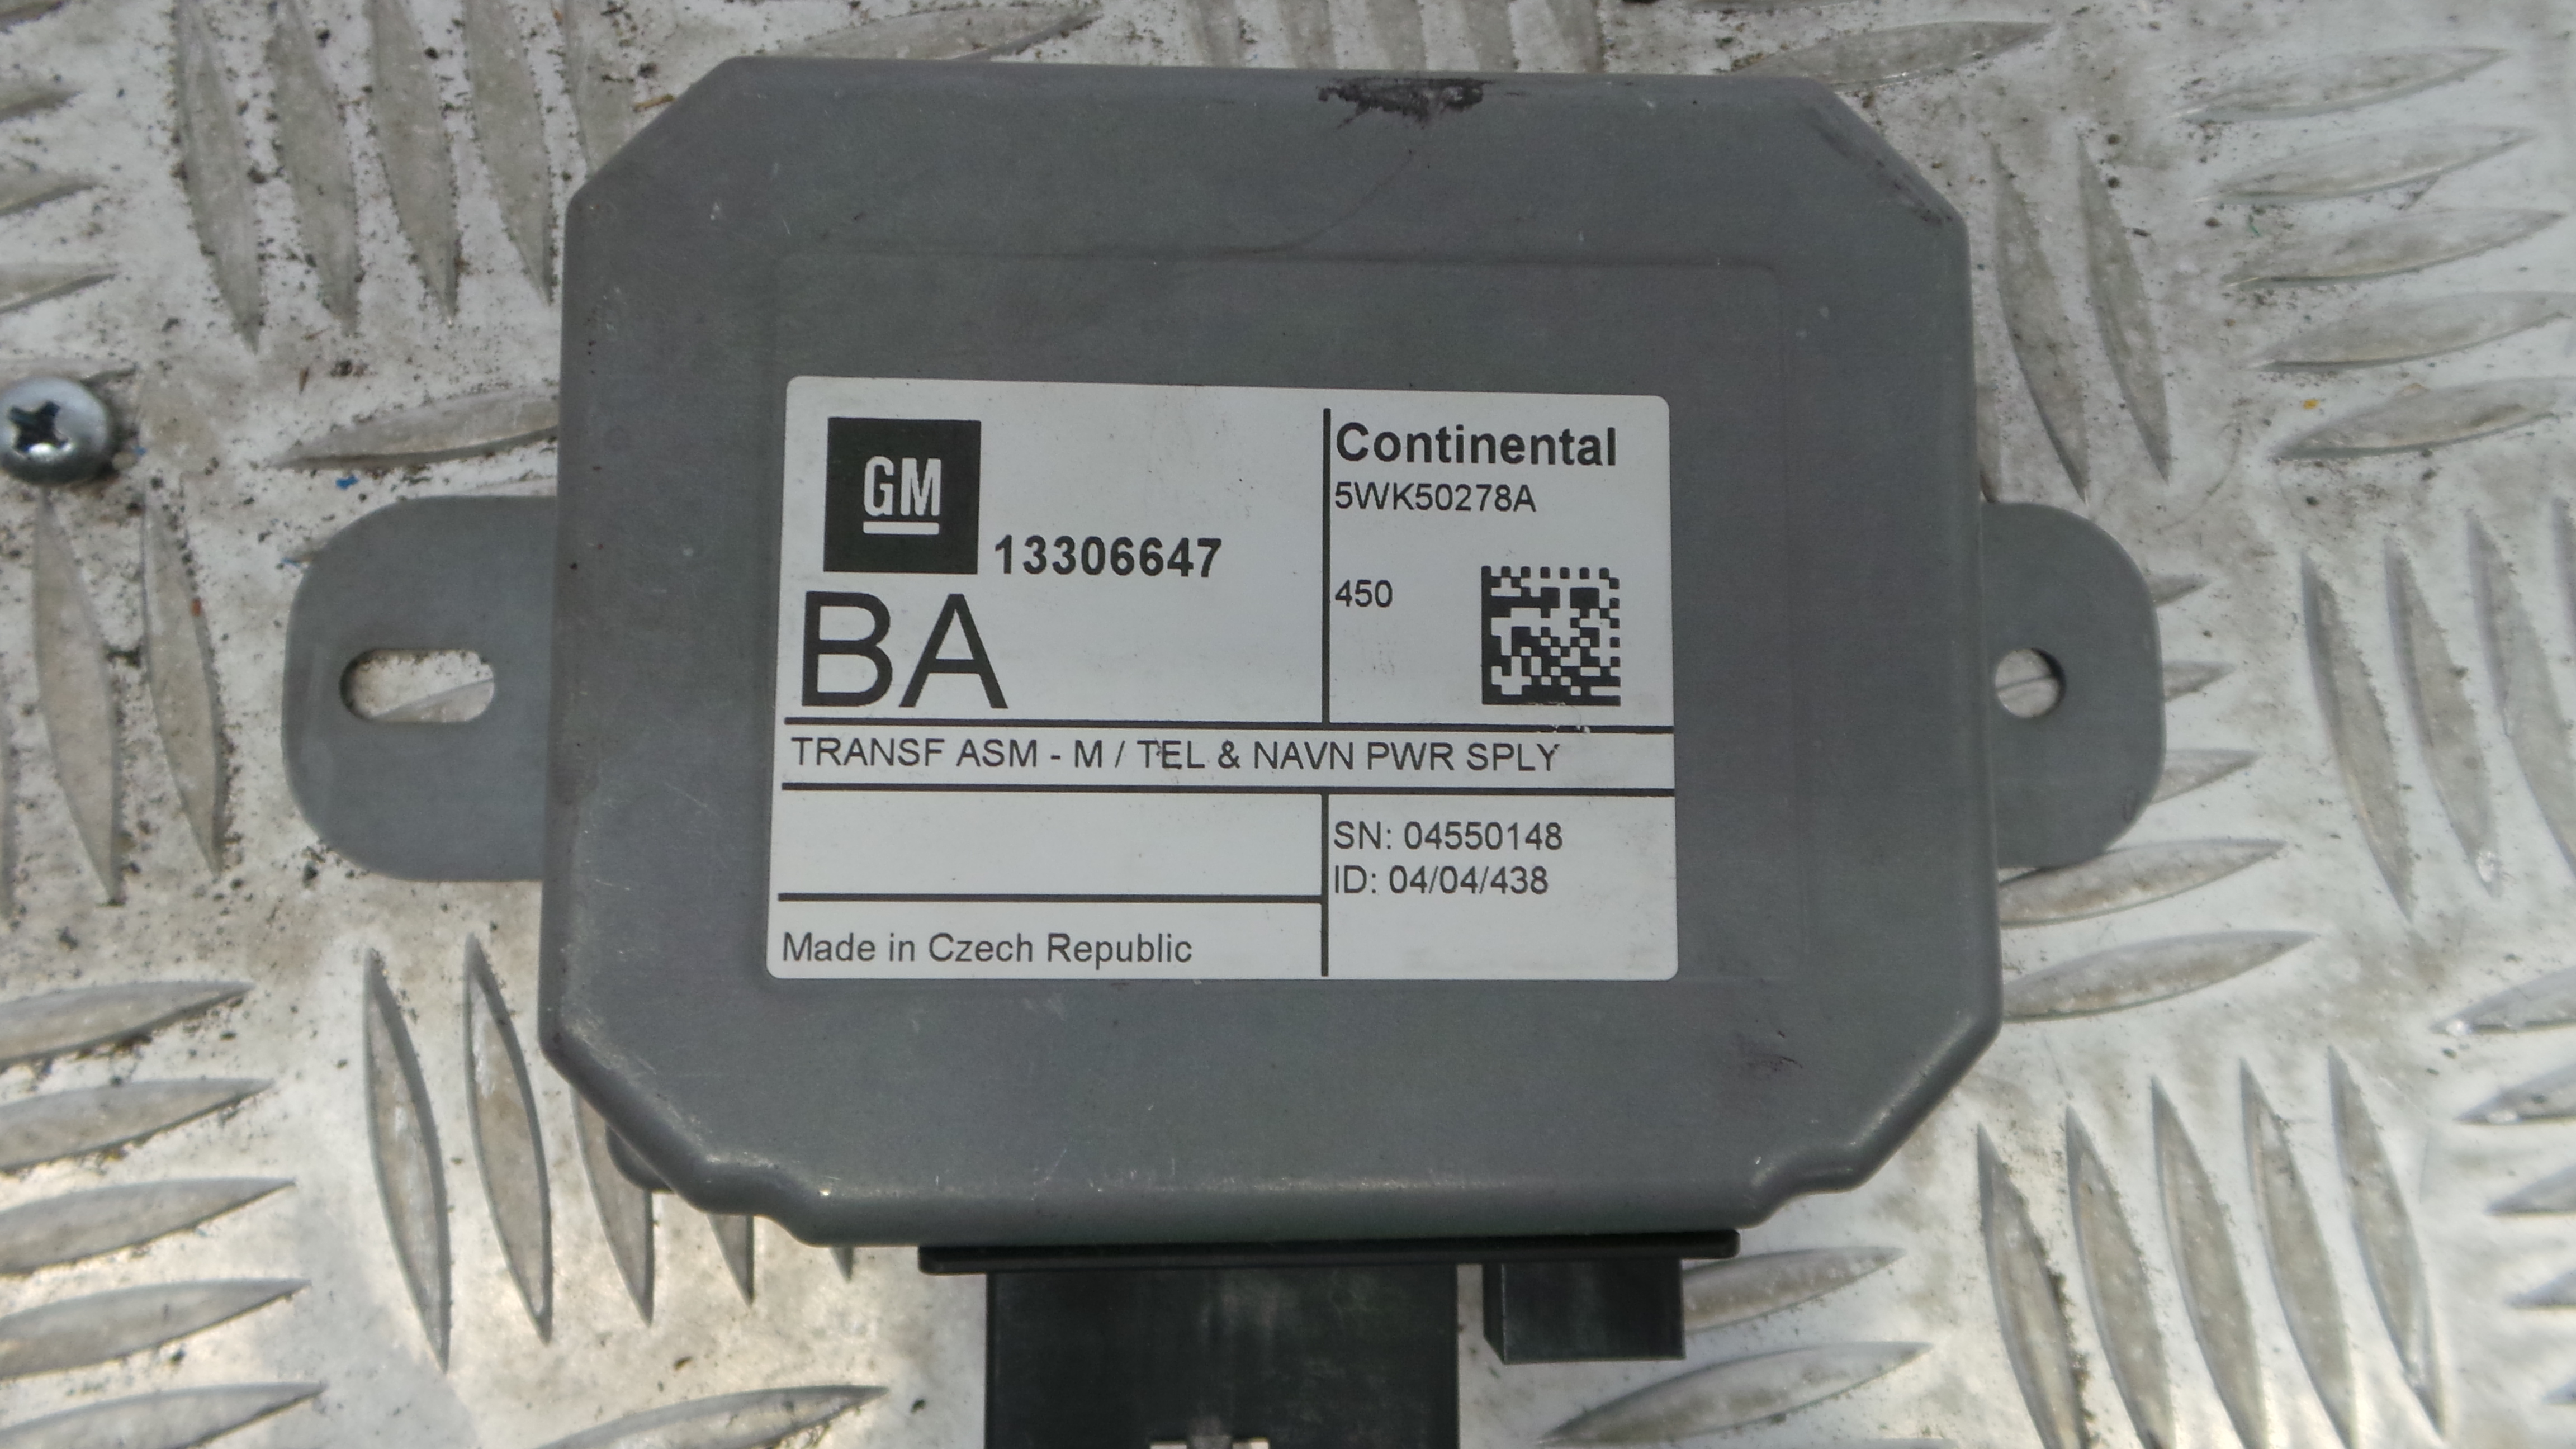 GM
13306647
BA
Continental
5WK50278A
450
TRANSF ASM - M / TEL & NAVN PWR SPLY
SN: 04550148
ID: 04/04/438
Made in Czech Republic